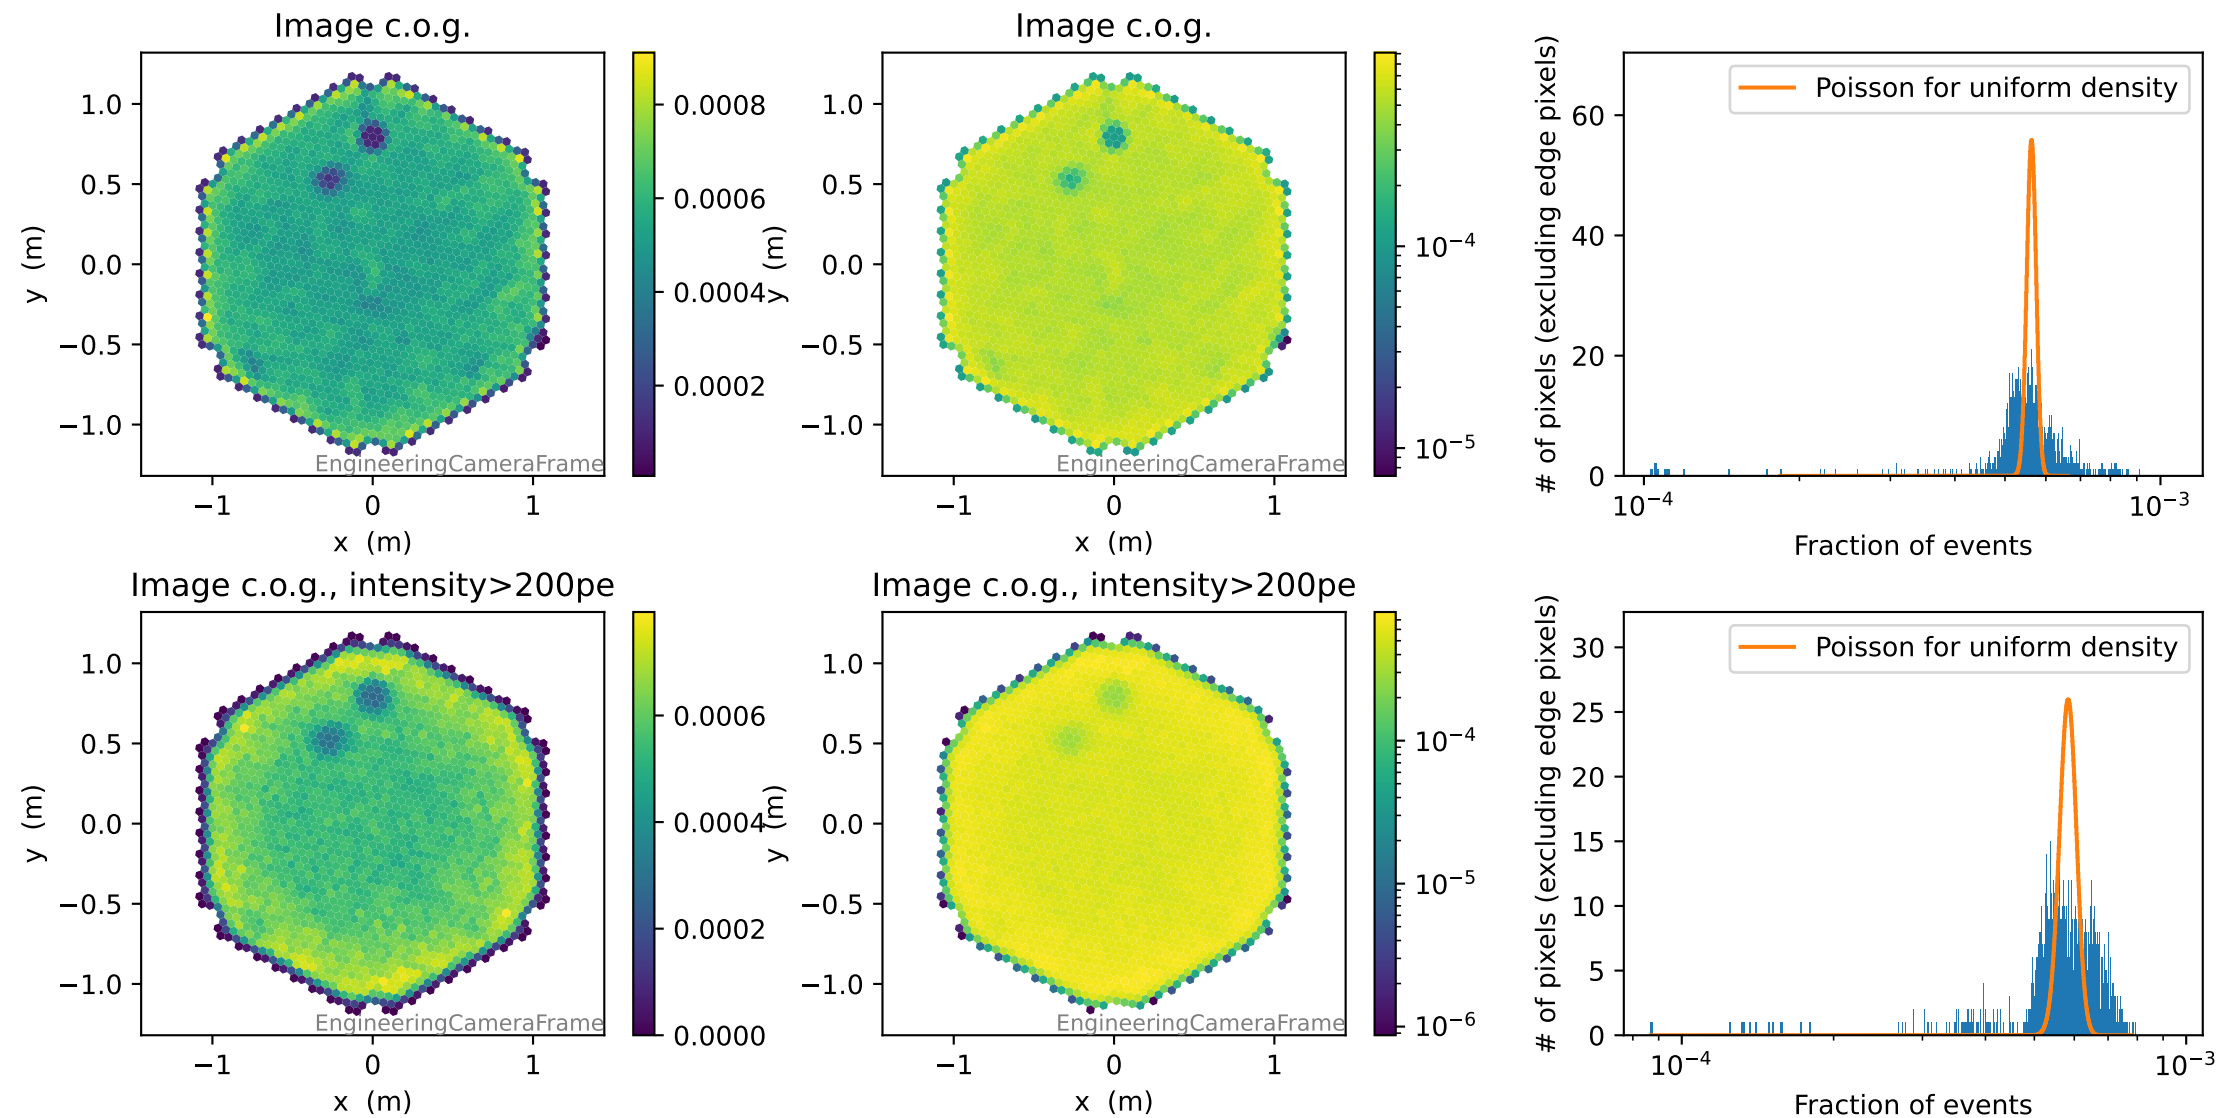 Image c.o.g.
y (m)
1.0
0.5
0.0
−0.5
−1.0
−1
0
1
x (m)
EngineeringCameraFrame
0.0008
0.0006
0.0004
0.0002
Image c.o.g.
y (m)
1.0
0.5
0.0
−0.5
−1.0
−1
0
1
x (m)
EngineeringCameraFrame
10⁻⁴
10⁻⁵
# of pixels (excluding edge pixels)
60
40
20
0
Poisson for uniform density
10⁻⁴
10⁻³
Fraction of events
Image c.o.g., intensity>200pe
y (m)
1.0
0.5
0.0
−0.5
−1.0
−1
0
1
x (m)
EngineeringCameraFrame
0.0006
0.0004
0.0002
0.0000
Image c.o.g., intensity>200pe
y (m)
1.0
0.5
0.0
−0.5
−1.0
−1
0
1
x (m)
EngineeringCameraFrame
10⁻⁴
10⁻⁵
10⁻⁶
# of pixels (excluding edge pixels)
30
25
20
15
10
5
0
Poisson for uniform density
10⁻⁴
10⁻³
Fraction of events